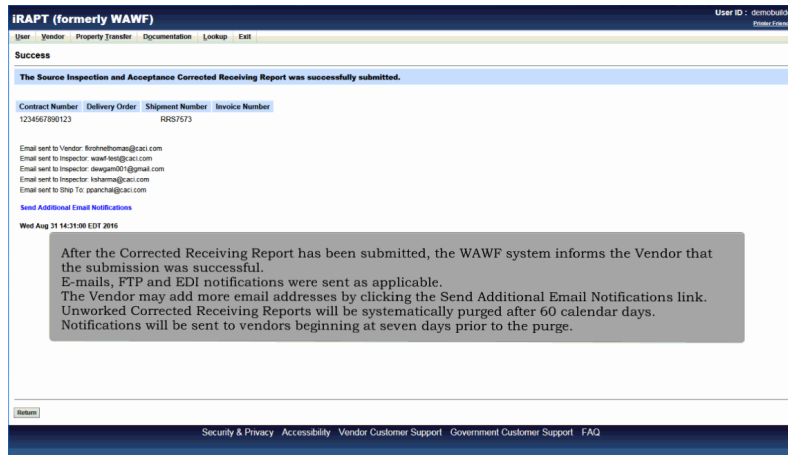 iRAPT (formerly WAWF)
User ID : demobuild
Printer Frien
User Vendor Property Transfer Documentation Lookup Exit
Success
The Source Inspection and Acceptance Corrected Receiving Report was successfully submitted.
Contract Number Delivery Order Shipment Number Invoice Number
1234567890123 RRS7573
Email sent to Vendor: fkrohnethomas@caci.com
Email sent to Inspector: wawf-test@caci.com
Email sent to Inspector: dewgam001@gmail.com
Email sent to Inspector: ksharma@caci.com
Email sent to Ship To: ppanchal@caci.com
Send Additional Email Notifications
Wed Aug 31 14:31:00 EDT 2016
After the Corrected Receiving Report has been submitted, the WAWF system informs the Vendor that
the submission was successful.
E-mails, FTP and EDI notifications were sent as applicable.
The Vendor may add more email addresses by clicking the Send Additional Email Notifications link.
Unworked Corrected Receiving Reports will be systematically purged after 60 calendar days.
Notifications will be sent to vendors beginning at seven days prior to the purge.
Return
Security & Privacy Accessibility Vendor Customer Support Government Customer Support FAQ